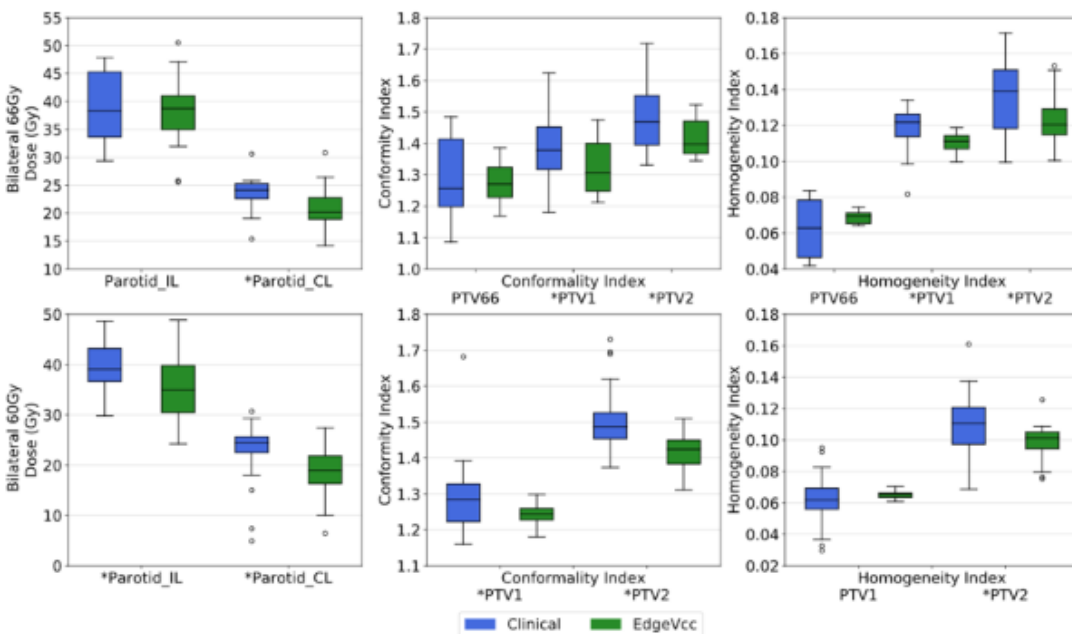 Bilateral 66Gy
Dose (Gy)
55
50
45
40
35
30
25
20
15
10
Parotid_IL *Parotid_CL
Conformity Index
1.8
1.7
1.6
1.5
1.4
1.3
1.2
1.1
1.0
Conformality Index
PTV66 *PTV1 *PTV2
Homogeneity Index
0.18
0.16
0.14
0.12
0.10
0.08
0.06
0.04
Homogeneity Index
PTV66 *PTV1 *PTV2
Bilateral 60Gy
Dose (Gy)
50
40
30
20
10
0
*Parotid_IL *Parotid_CL
Conformity Index
1.8
1.7
1.6
1.5
1.4
1.3
1.2
1.1
Conformality Index
*PTV1 *PTV2
Homogeneity Index
0.18
0.16
0.14
0.12
0.10
0.08
0.06
0.04
0.02
Homogeneity Index
PTV1 *PTV2
Clinical EdgeVcc